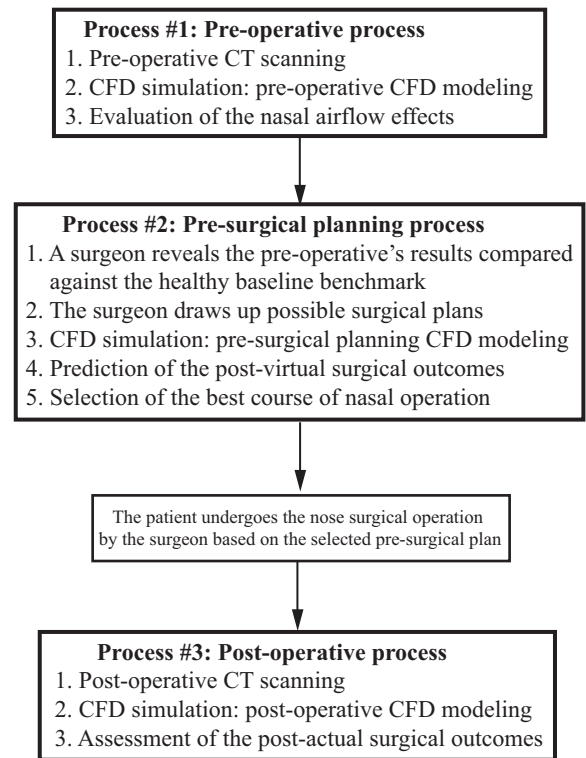 Process #1: Pre-operative process
1. Pre-operative CT scanning
2. CFD simulation: pre-operative CFD modeling
3. Evaluation of the nasal airflow effects
Process #2: Pre-surgical planning process
1. A surgeon reveals the pre-operative’s results compared
against the healthy baseline benchmark
2. The surgeon draws up possible surgical plans
3. CFD simulation: pre-surgical planning CFD modeling
4. Prediction of the post-virtual surgical outcomes
5. Selection of the best course of nasal operation
The patient undergoes the nose surgical operation
by the surgeon based on the selected pre-surgical plan
Process #3: Post-operative process
1. Post-operative CT scanning
2. CFD simulation: post-operative CFD modeling
3. Assessment of the post-actual surgical outcomes